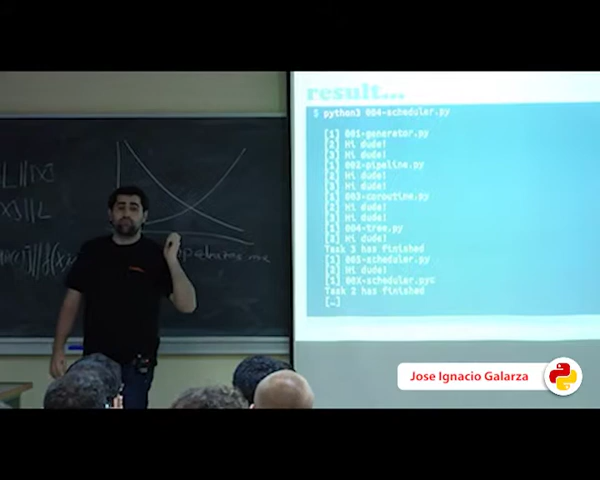 result...
$ python3 004-scheduler.py
[1] 001-generator.py
[2] Hi dude!
[3] Hi dude!
[1] 002-pipeline.py
[2] Hi dude!
[3] Hi dude!
[1] 003-coroutine.py
[2] Hi dude!
[3] Hi dude!
[1] 004-tree.py
[3] Hi dude!
Task 3 has finished
[1] 005-scheduler.py
[2] Hi dude!
[1] 00X-scheduler.pyc
Task 2 has finished
[…]
Jose Ignacio Galarza